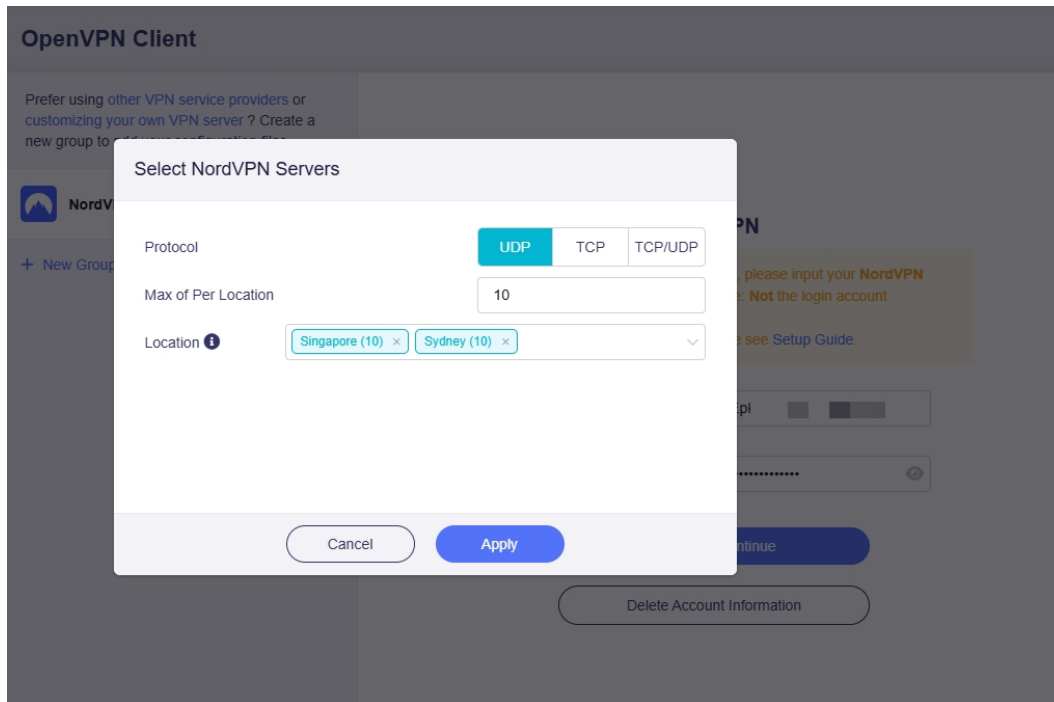 OpenVPN Client
Prefer using other VPN service providers or
customizing your own VPN server ? Create a
new group to
Select NordVPN Servers
NordV
+ New Group
Protocol
UDP
TCP
TCP/UDP
Max of Per Location
10
Location
Singapore (10) ×
Sydney (10) ×
PN
, please input your NordVPN
: Not the login account
see Setup Guide.
Cancel
Apply
ntinue
Delete Account Information